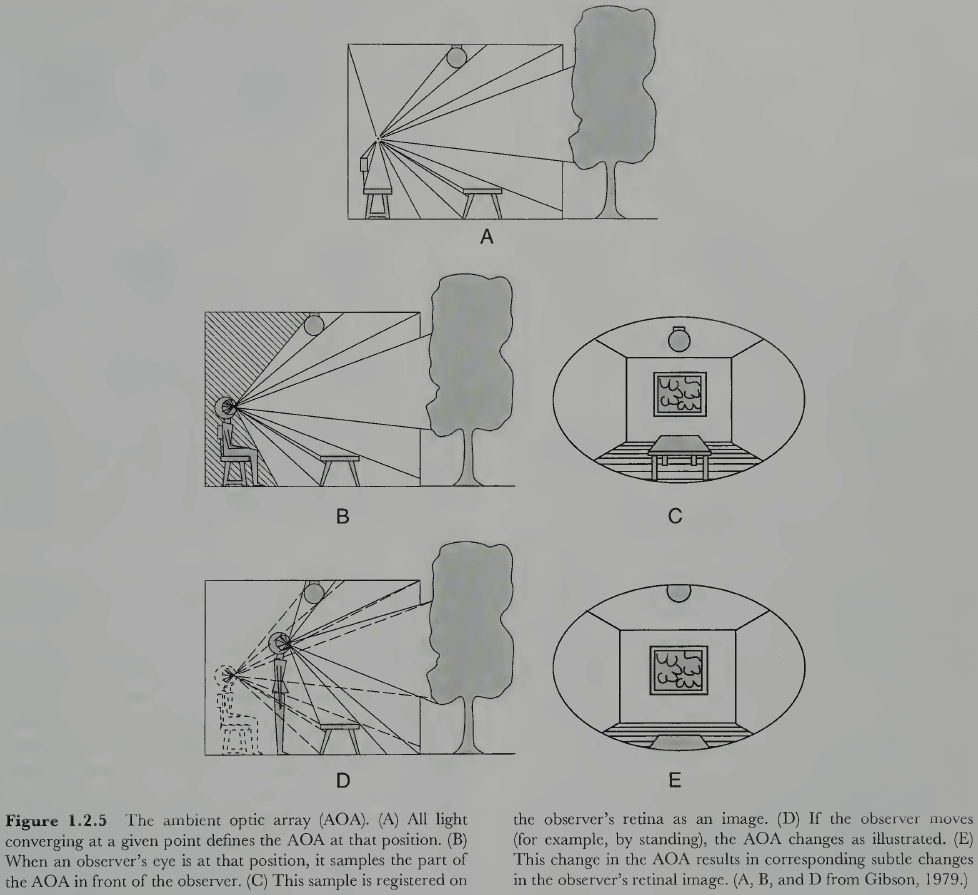 A
B
C
D
E
Figure 1.2.5 The ambient optic array (AOA). (A) All light
converging at a given point defines the AOA at that position. (B)
When an observer's eye is at that position, it samples the part of
the AOA in front of the observer. (C) This sample is registered on
the observer's retina as an image. (D) If the observer moves
(for example, by standing), the AOA changes as illustrated. (E)
This change in the AOA results in corresponding subtle changes
in the observer's retinal image. (A, B, and D from Gibson, 1979.)